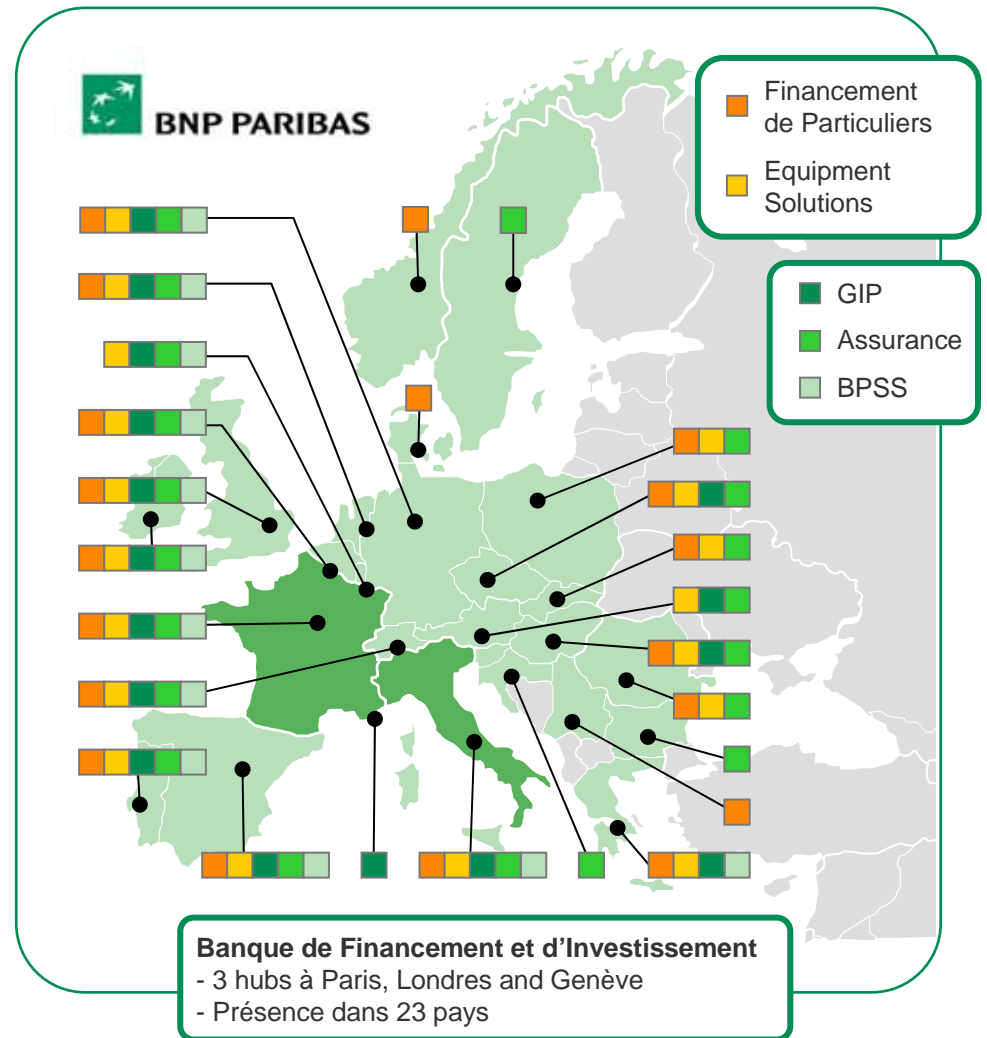 BNP PARIBAS
Financement
de Particuliers
Equipment
Solutions
GIP
Assurance
BPSS
Banque de Financement et d'Investissement
- 3 hubs à Paris, Londres and Genève
- Présence dans 23 pays